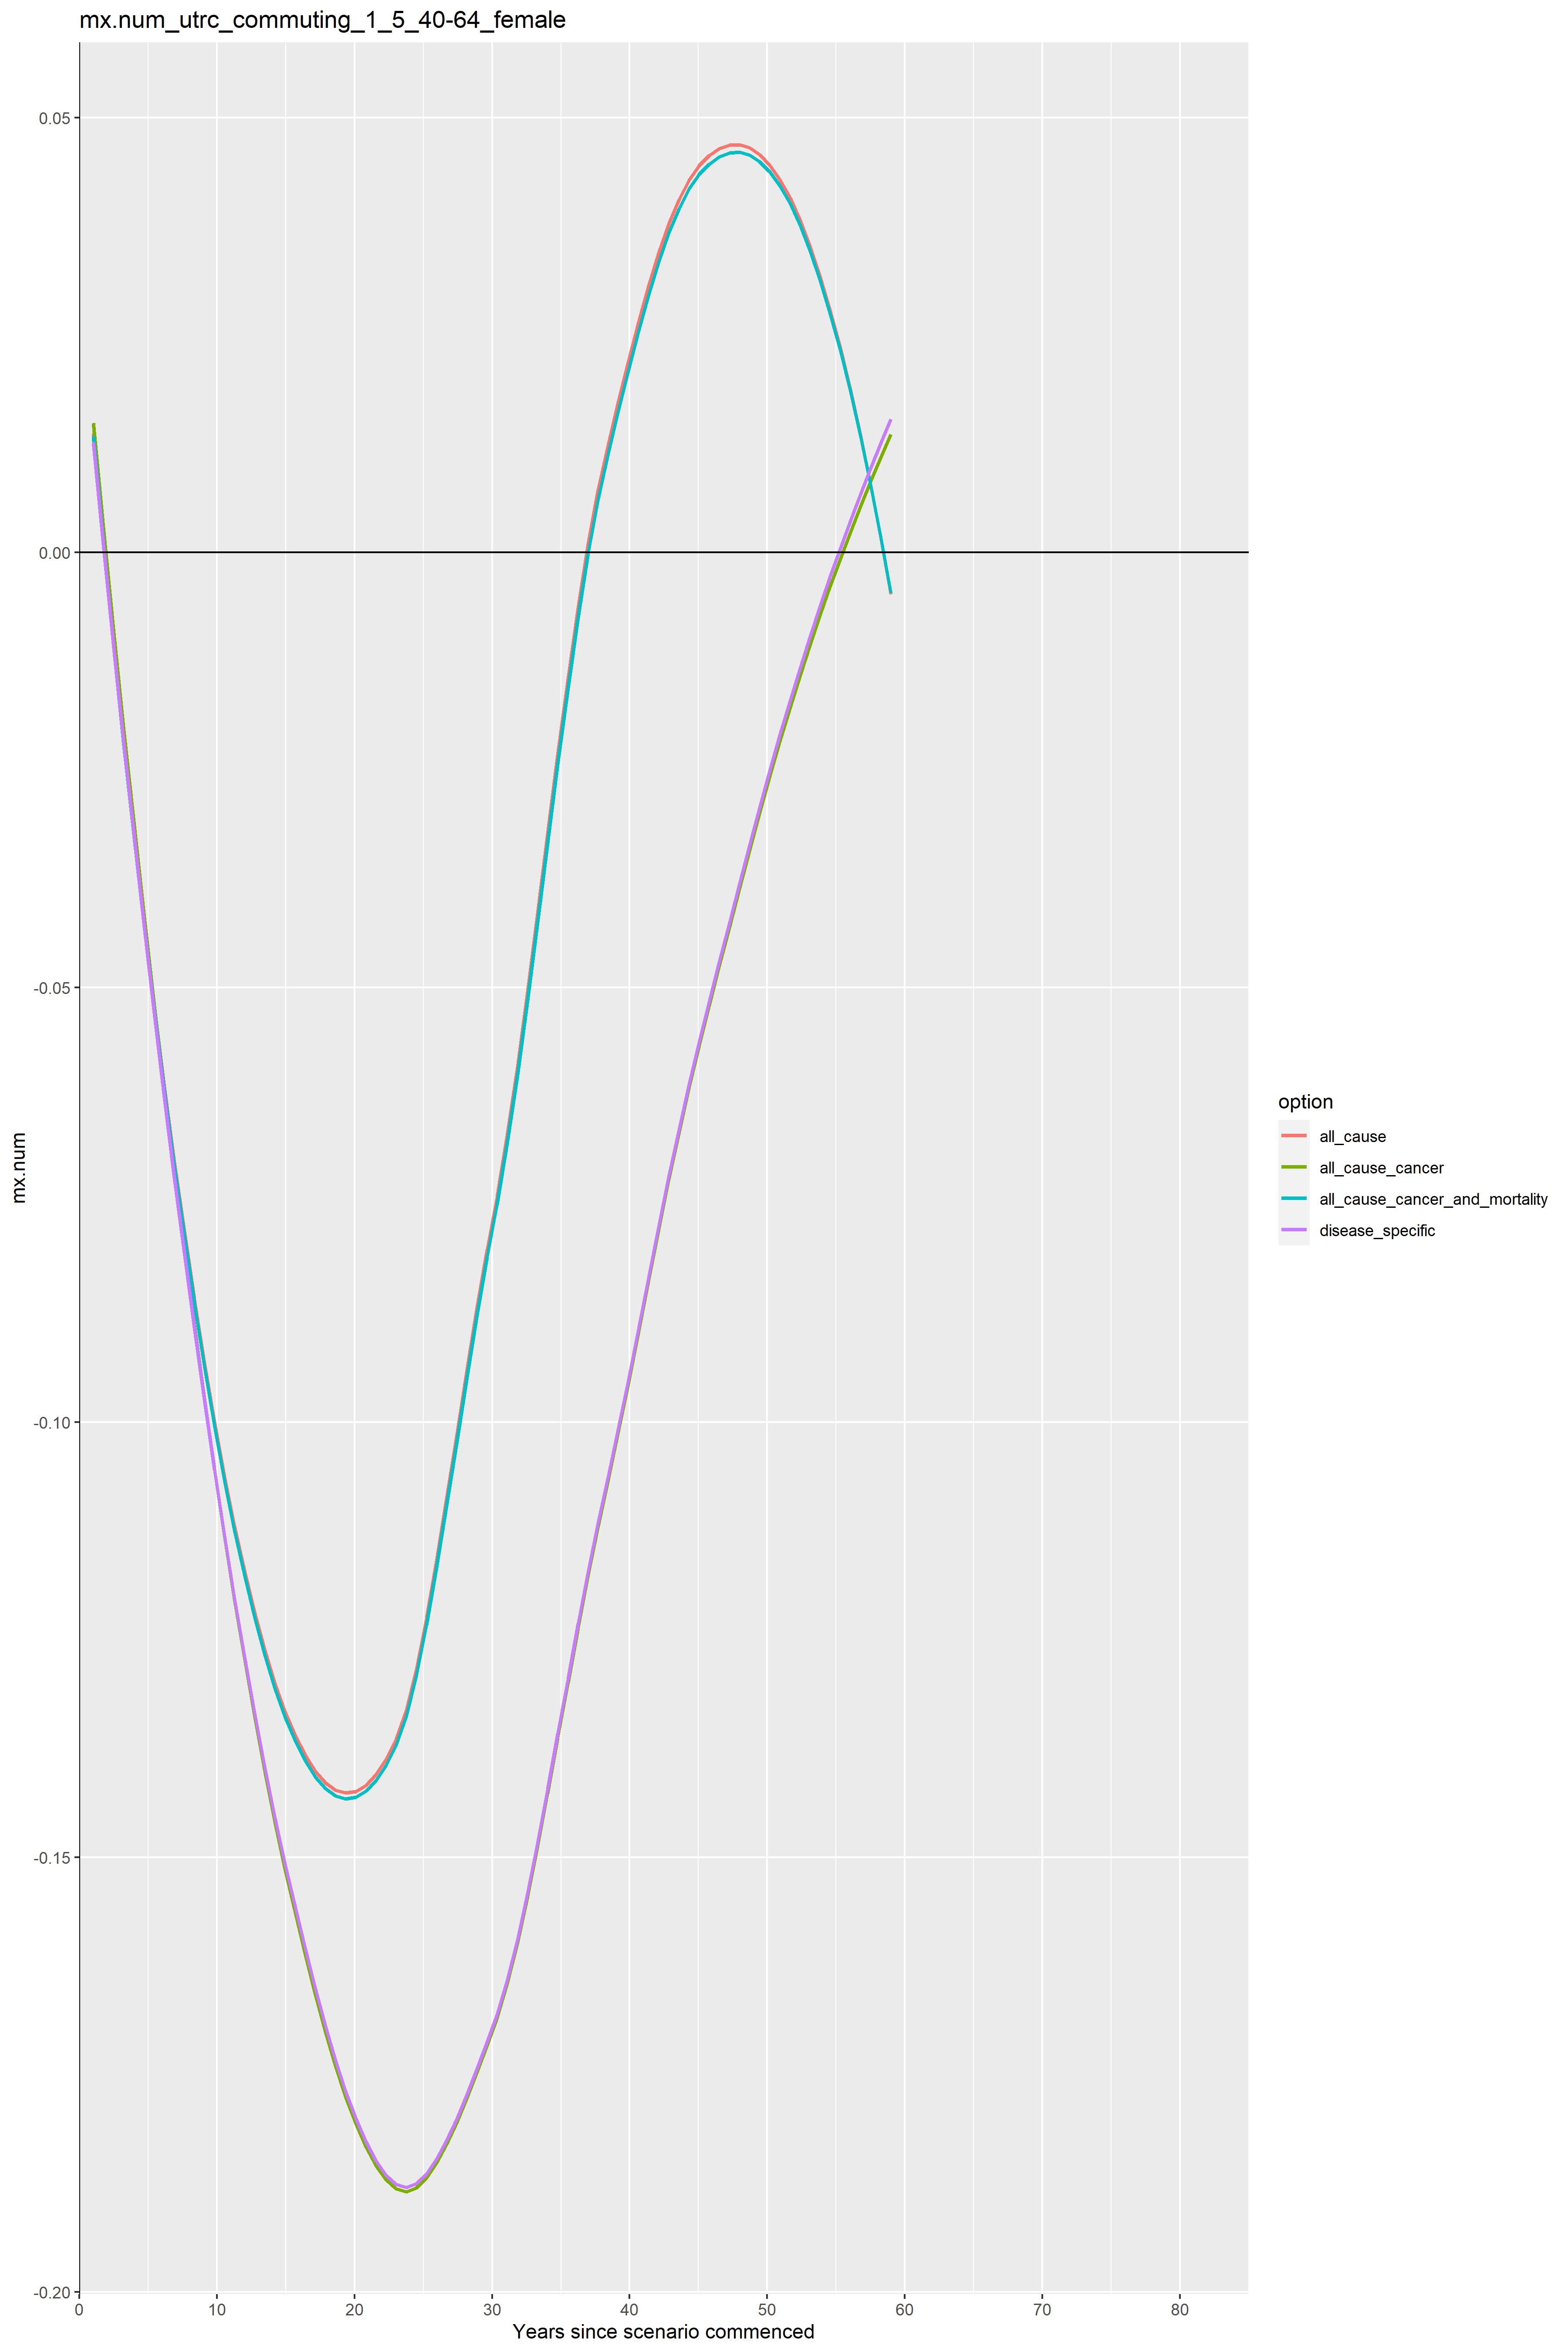 mx.num_utrc_commuting_1_5_40-64_female
0.05
0.00
-0.05
-0.10
-0.15
-0.20
mx.num
0 10 20 30 40 50 60 70 80
Years since scenario commenced
option
all_cause
all_cause_cancer
all_cause_cancer_and_mortality
disease_specific